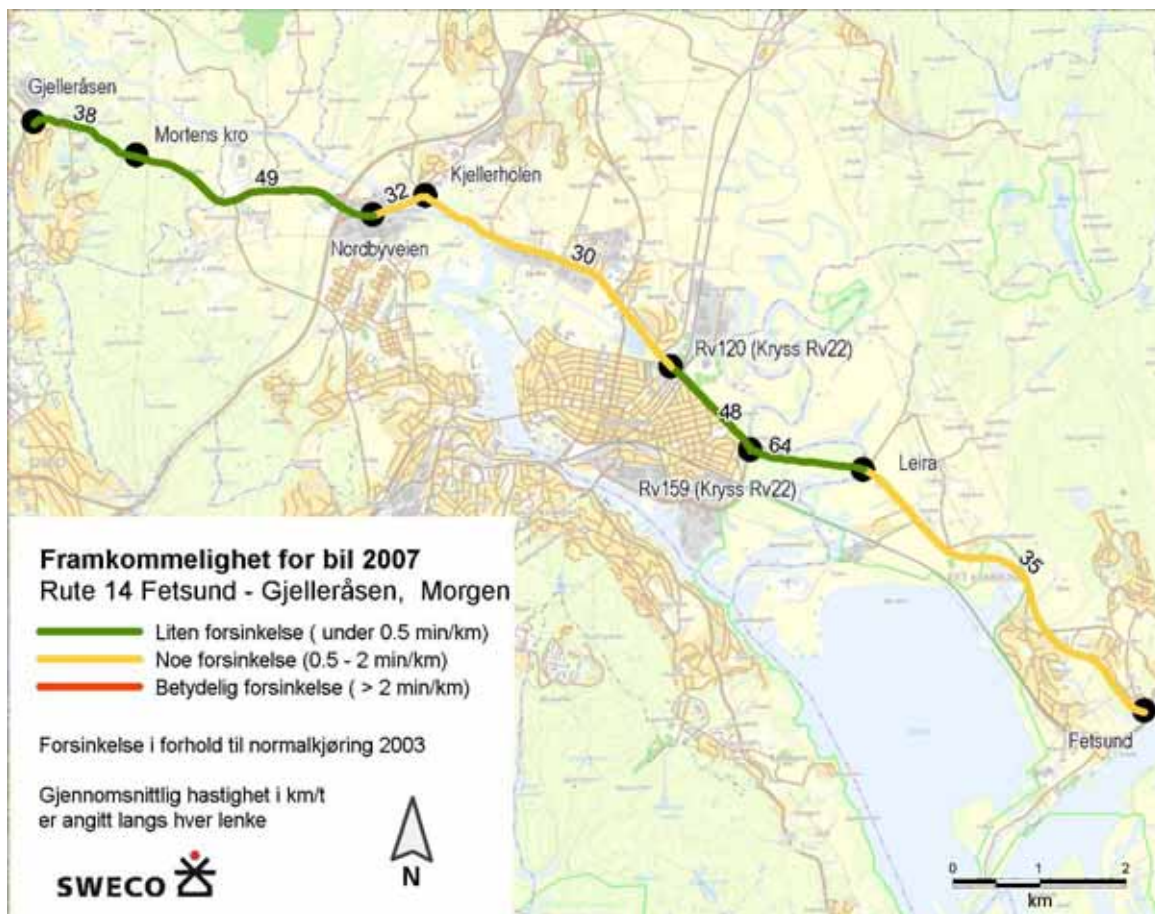 Gjelleråsen
38
Mortens kro
49
32
Kjellerholen
Nordbyveien
30
Rv120 (Kryss Rv22)
48
64
Leira
Rv159 (Kryss Rv22)
35
Fetsund
Framkommelighet for bil 2007
Rute 14 Fetsund - Gjelleråsen, Morgen
Liten forsinkelse ( under 0.5 min/km)
Noe forsinkelse (0.5 - 2 min/km)
Betydelig forsinkelse ( > 2 min/km)
Forsinkelse i forhold til normalkjøring 2003
Gjennomsnittlig hastighet i km/t
er angitt langs hver lenke
SWECO
N
0 1 2
km